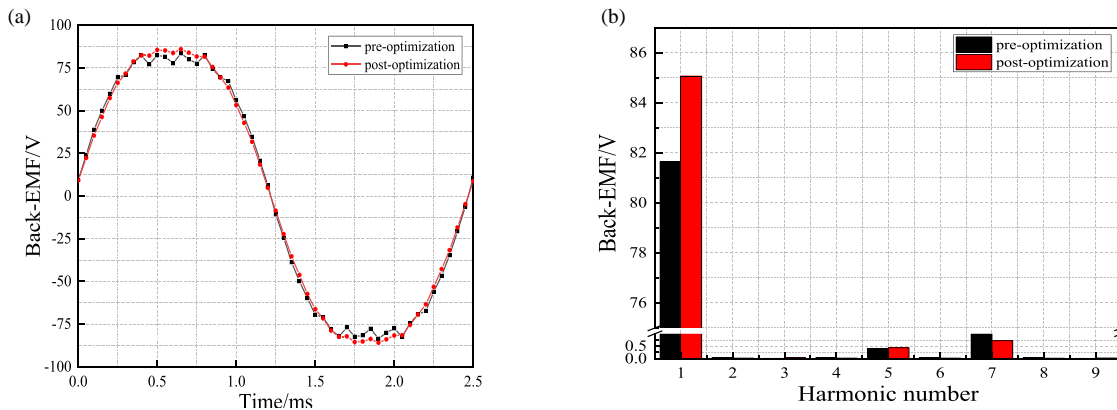 (a)
100
75
50
25
0
-25
-50
-75
-100
Back-EMF/V
pre-optimization
post-optimization
0.0 0.5 1.0 1.5 2.0 2.5
Time/ms
(b)
86
84
82
80
78
76
0.5
0.0
Back-EMF/V
pre-optimization
post-optimization
1 2 3 4 5 6 7 8 9
Harmonic number